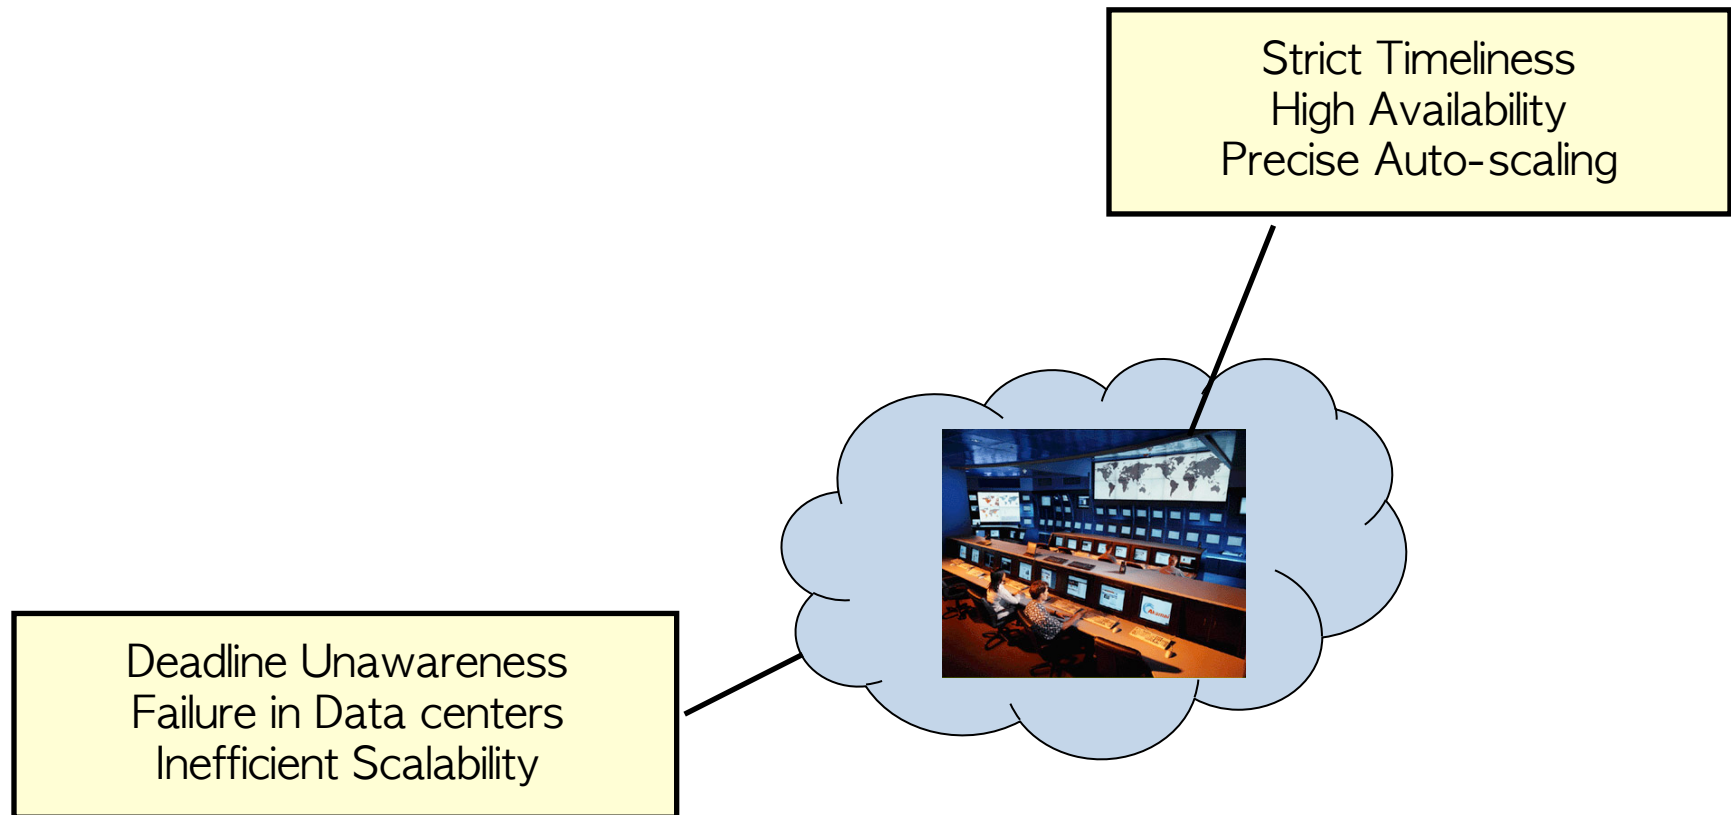 Strict Timeliness
High Availability
Precise Auto-scaling
Deadline Unawareness
Failure in Data centers
Inefficient Scalability